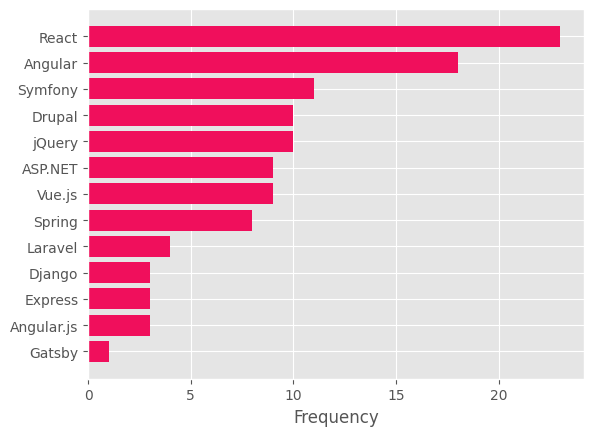 React
Angular
Symfony
Drupal
jQuery
ASP.NET
Vue.js
Spring
Laravel
Django
Express
Angular.js
Gatsby
0 5 10 15 20
Frequency